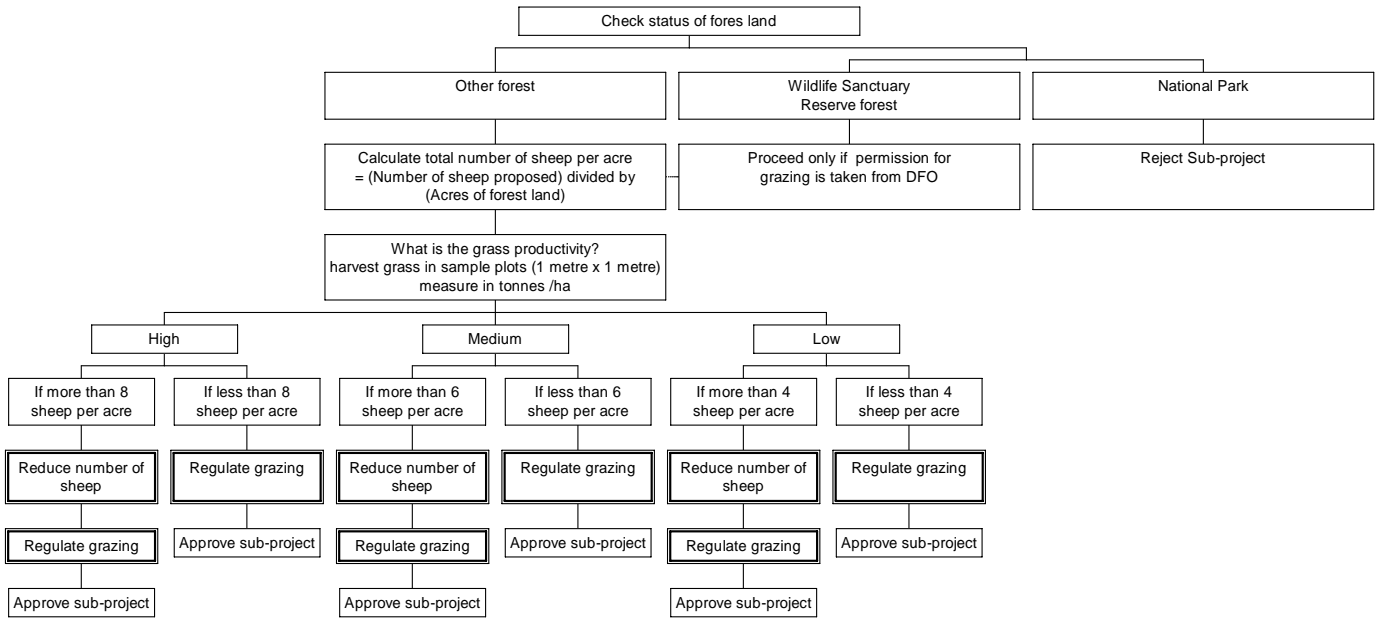 Check status of fores land
Other forest
Wildlife Sanctuary
Reserve forest
National Park
Calculate total number of sheep per acre
= (Number of sheep proposed) divided by
(Acres of forest land)
Proceed only if permission for
grazing is taken from DFO
Reject Sub-project
What is the grass productivity?
harvest grass in sample plots (1 metre x 1 metre)
measure in tonnes /ha
High
Medium
Low
If more than 8
sheep per acre
If less than 8
sheep per acre
If more than 6
sheep per acre
If less than 6
sheep per acre
If more than 4
sheep per acre
If less than 4
sheep per acre
Reduce number of
sheep
Regulate grazing
Reduce number of
sheep
Regulate grazing
Reduce number of
sheep
Regulate grazing
Regulate grazing
Approve sub-project
Regulate grazing
Approve sub-project
Regulate grazing
Approve sub-project
Approve sub-project
Approve sub-project
Approve sub-project